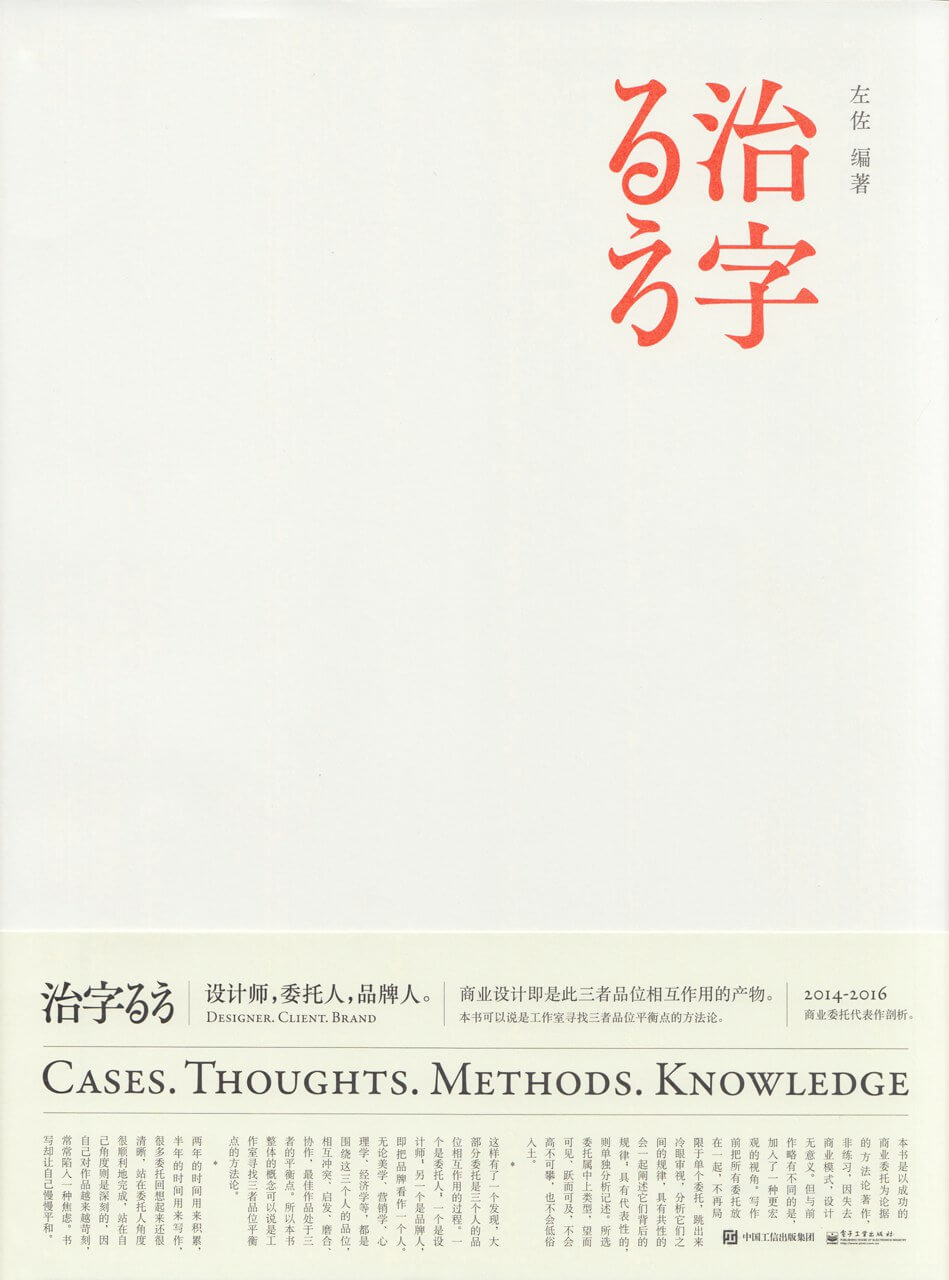 左佐 编著
治字
百方
治字百方
设计师，委托人，品牌人。
DESIGNER. CLIENT. BRAND
商业设计即是此三者品位相互作用的产物。
本书可以说是工作室寻找三者品位平衡点的方法论。
2014-2016
商业委托代表作剖析。
CASES. THOUGHTS. METHODS. KNOWLEDGE
本书是以成功的
商业委托为论据
的方法论著作，
非练习，因失去
商业模式，设计
无意义。但与前
作略有不同的是，
加入了一种更宏
观的视角。写作
前把所有委托放
在一起，不再局
限于单个委托，跳出来
冷眼审视，分析它们之
间的规律，具有共性的
会一起阐述它们背后的
规律，具有代表性的，
则单独分析记述。所选
委托属中上类型，望而
可见，跃而可及，不会
高不可攀，也不会低俗
入土。
*
这样有了一个发现，大
部分委托是三个人的品
位相互作用的过程。一
个是委托人，一个是设
计师，另一个是品牌人，
即把品牌看作一个人。
无论美学、营销学、心
理学、经济学等，都是
围绕这三个人的品位，
相互冲突、启发、磨合、
协作，最佳作品处于三
者的平衡点。所以本书
整体的概念可以说是工
作室寻找三者品位平衡
点的方法论。
*
两年的时间用来积累，
半年的时间用来写作，
很多委托回想起来还很
清晰，站在委托人角度
很顺利地完成，站在自
己角度则是深刻的，因
自己对作品越来越苛刻，
常常陷入一种焦虑。书
写却让自己慢慢平和。
中国工信出版集团
电子工业出版社
PUBLISHING HOUSE OF ELECTRONICS INDUSTRY
http://www.phei.com.cn